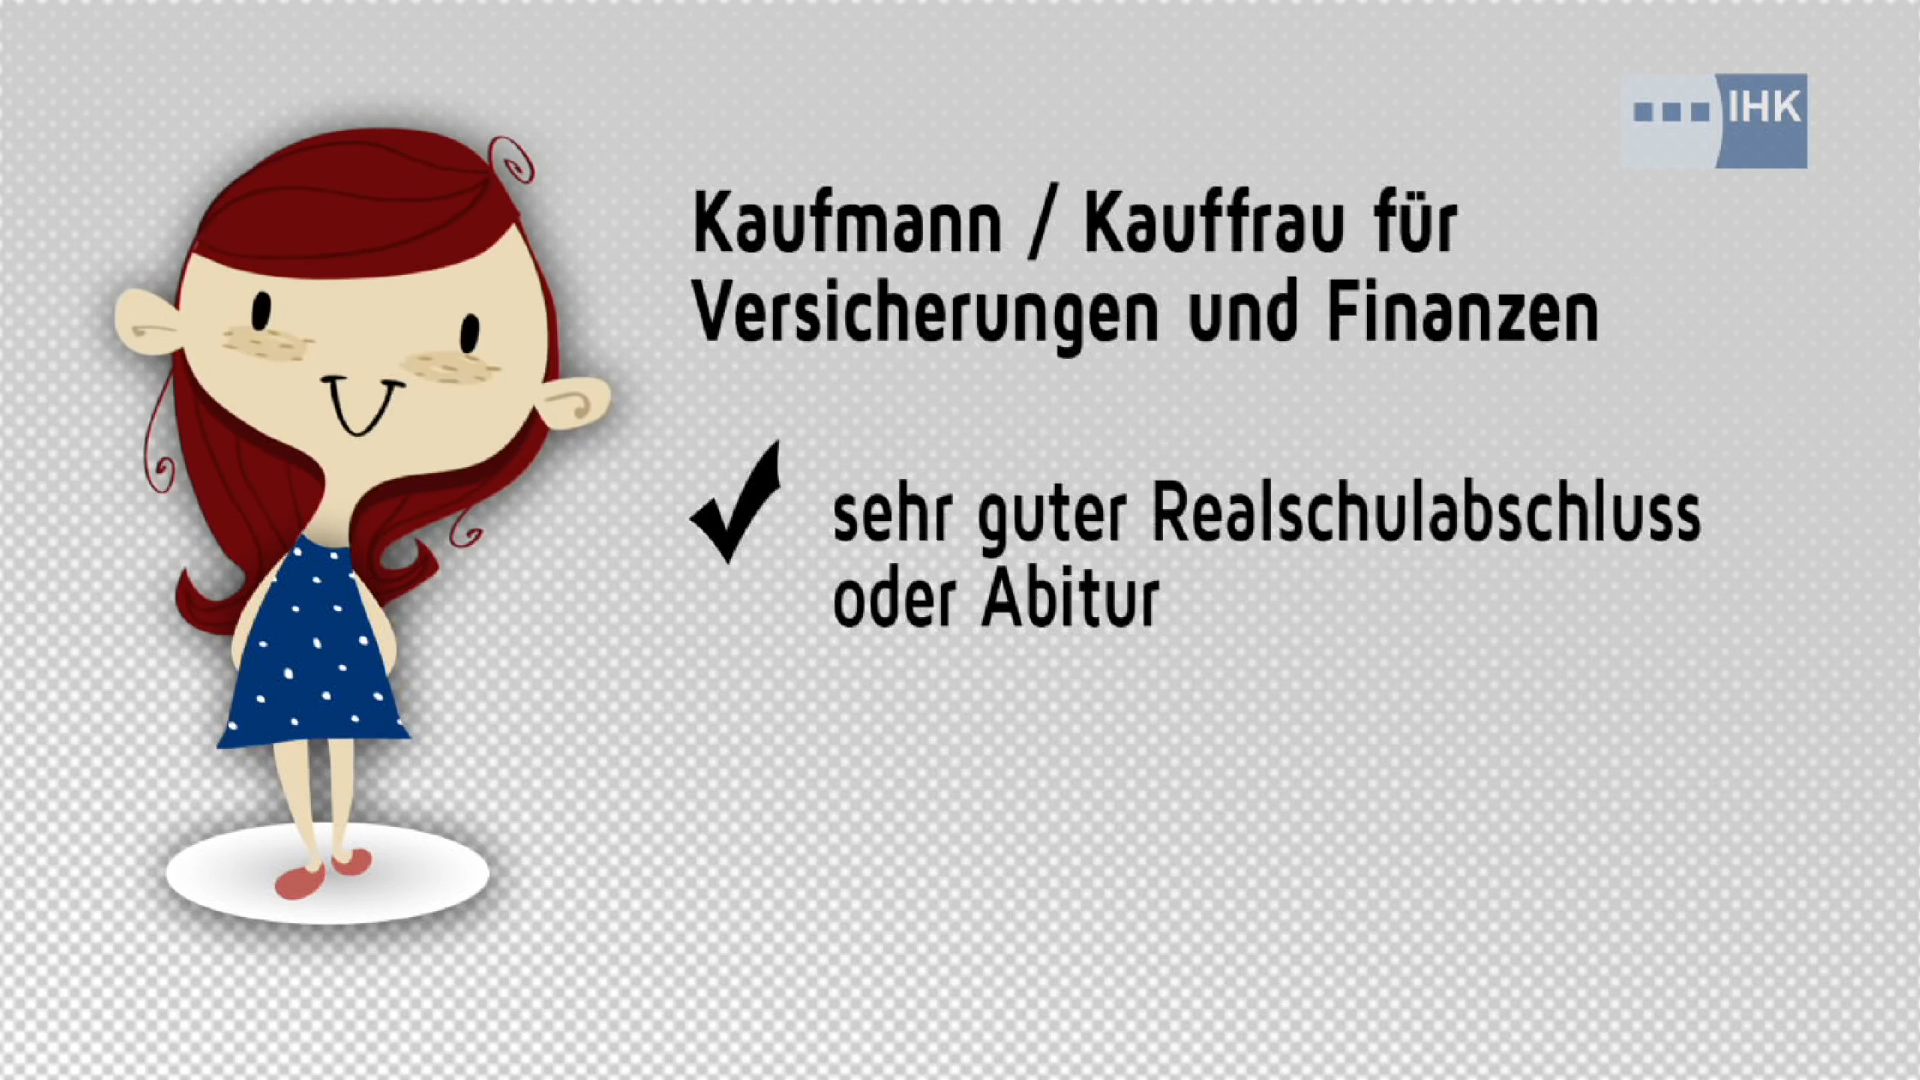 IHK
Kaufmann / Kauffrau für
Versicherungen und Finanzen
sehr guter Realschulabschluss
oder Abitur